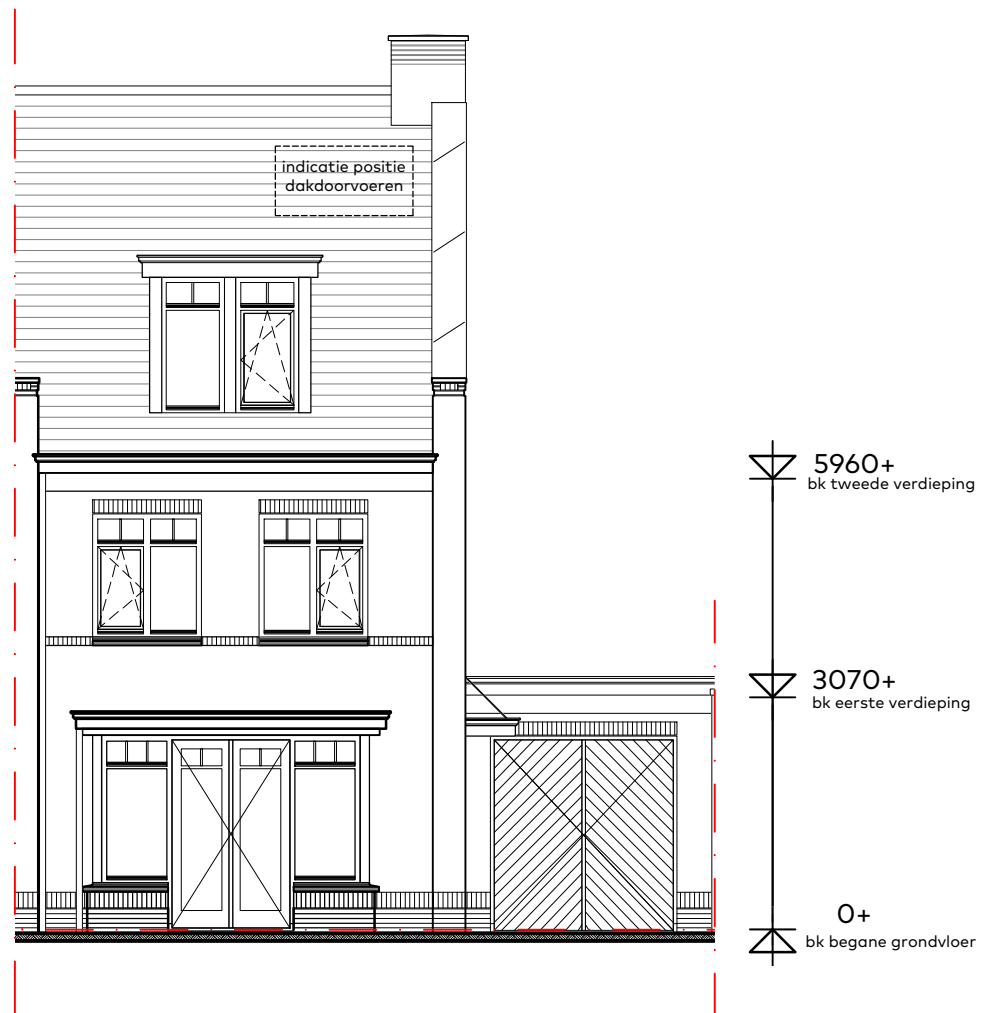 indicatie positie
dakdoorvoeren
5960+
bk tweede verdieping
3070+
bk eerste verdieping
0+
bk begane grondvloer